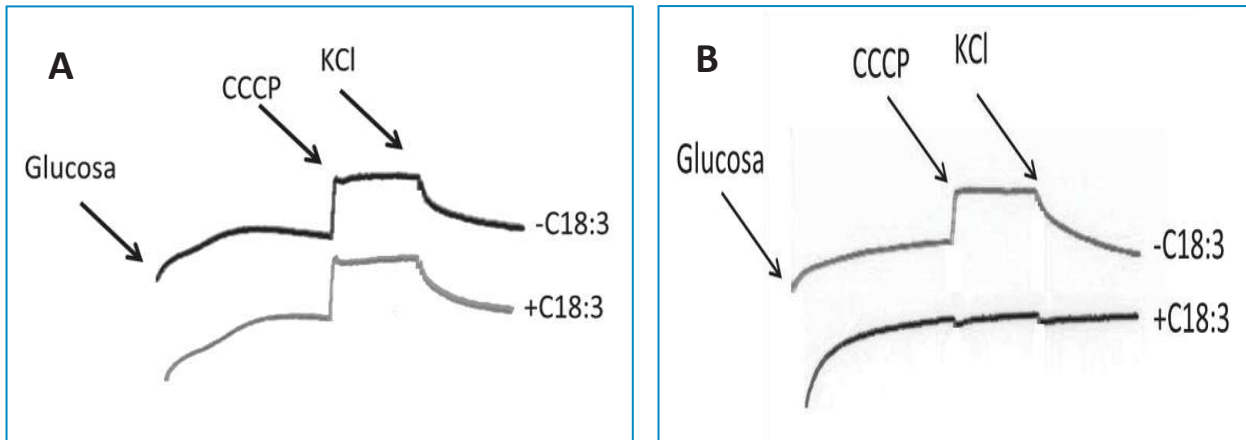 A
KCl
CCCP
Glucosa
-C18:3
+C18:3
B
KCl
CCCP
Glucosa
-C18:3
+C18:3